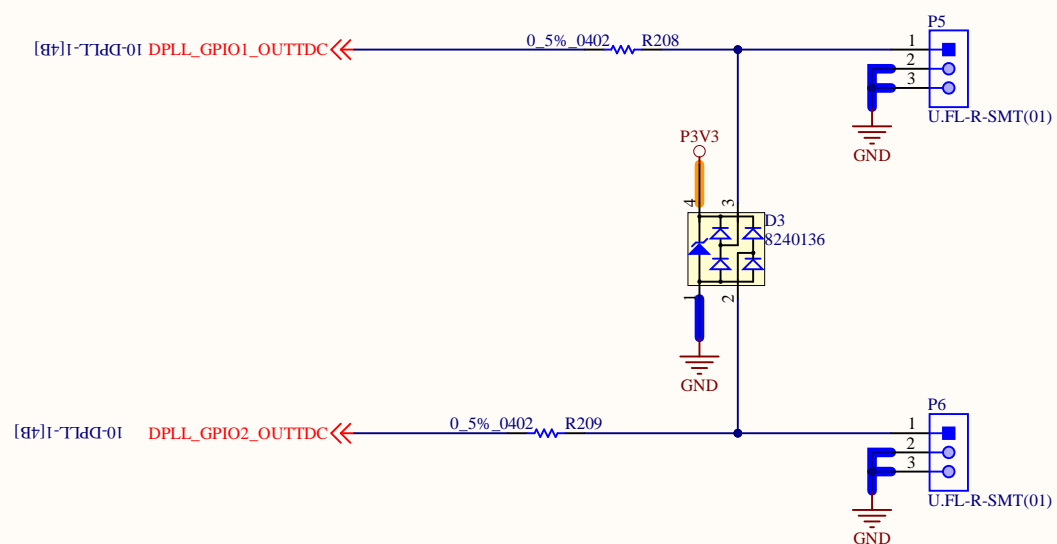 10-DPLL-1[4B] DPLL_GPIO1_OUTTDC
0_5%_0402 R208
P5
1
2
3
U.FL-R-SMT(01)
GND
P3V3
4 3
D3
8240136
1 2
GND
10-DPLL-1[4B] DPLL_GPIO2_OUTTDC
0_5%_0402 R209
P6
1
2
3
U.FL-R-SMT(01)
GND